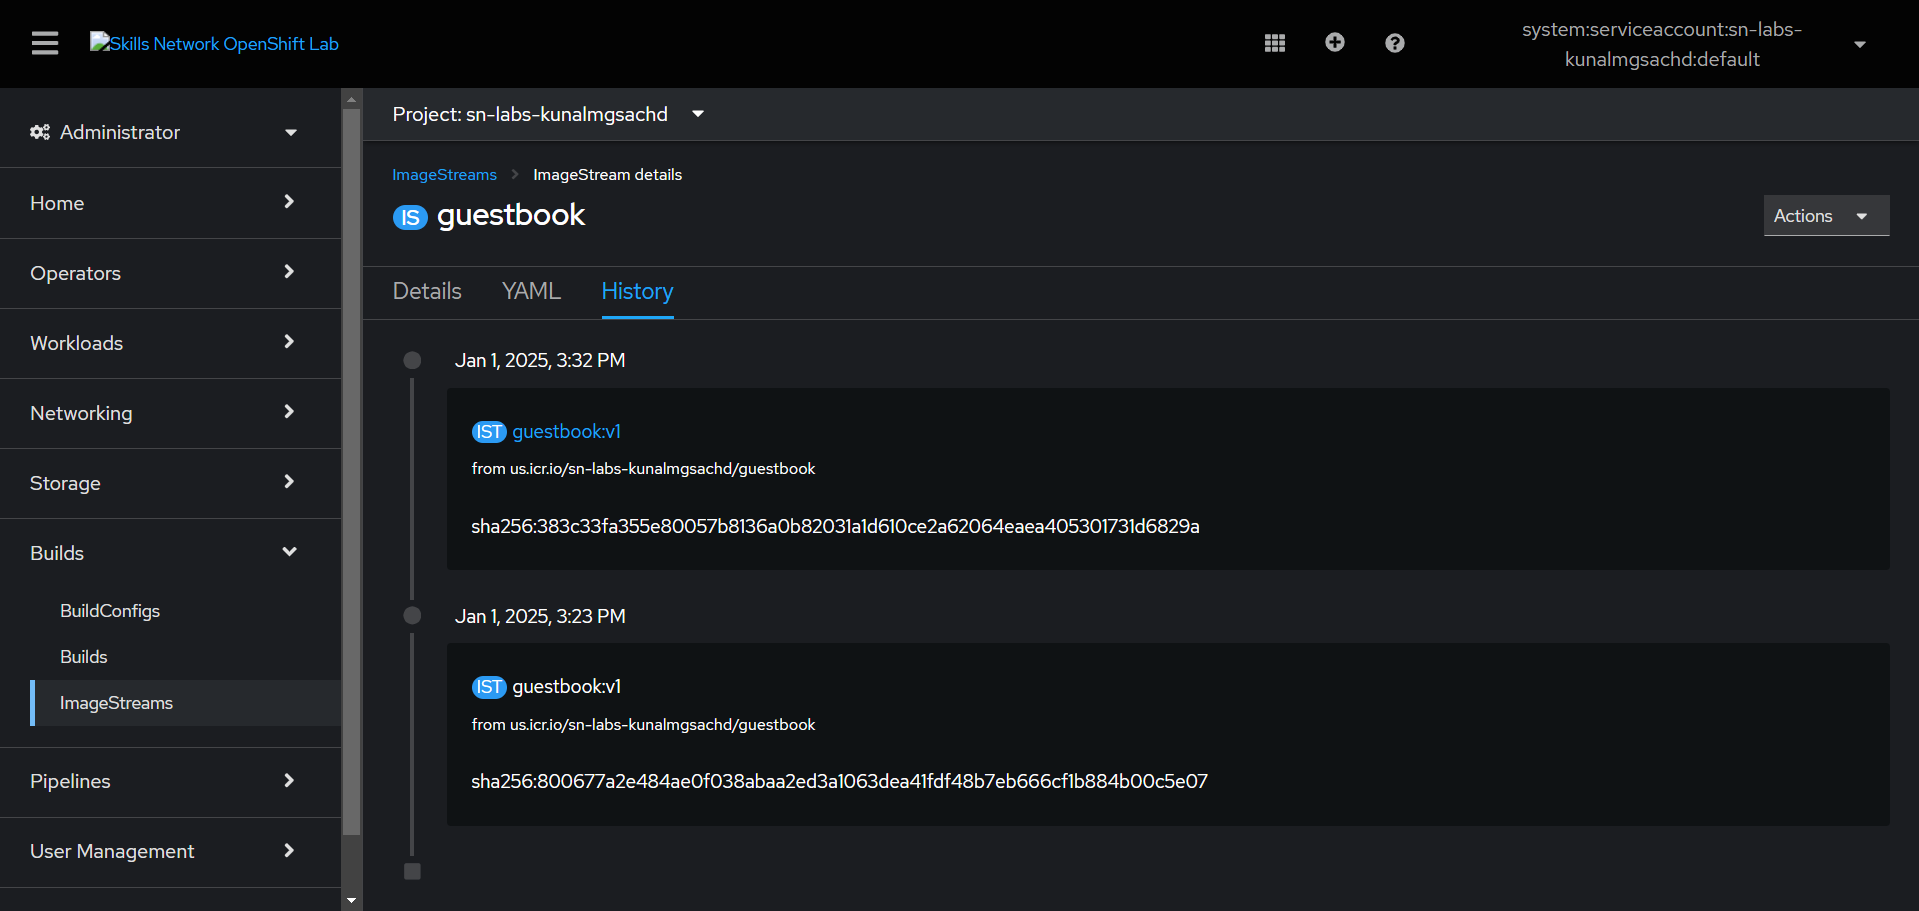 Skills Network OpenShift Lab
system:serviceaccount:sn-labs-
kunalmgsachd:default
Administrator
Home
Operators
Workloads
Networking
Storage
Builds
BuildConfigs
Builds
ImageStreams
Pipelines
User Management
Project: sn-labs-kunalmgsachd
ImageStreams > ImageStream details
IS guestbook
Actions
Details YAML History
Jan 1, 2025, 3:32 PM
IST guestbook:v1
from us.icr.io/sn-labs-kunalmgsachd/guestbook
sha256:383c33fa355e80057b8136a0b82031a1d610ce2a62064eaea405301731d6829a
Jan 1, 2025, 3:23 PM
IST guestbook:v1
from us.icr.io/sn-labs-kunalmgsachd/guestbook
sha256:800677a2e484ae0f038abaa2ed3a1063dea41fdf48b7eb666cf1b884b00c5e07